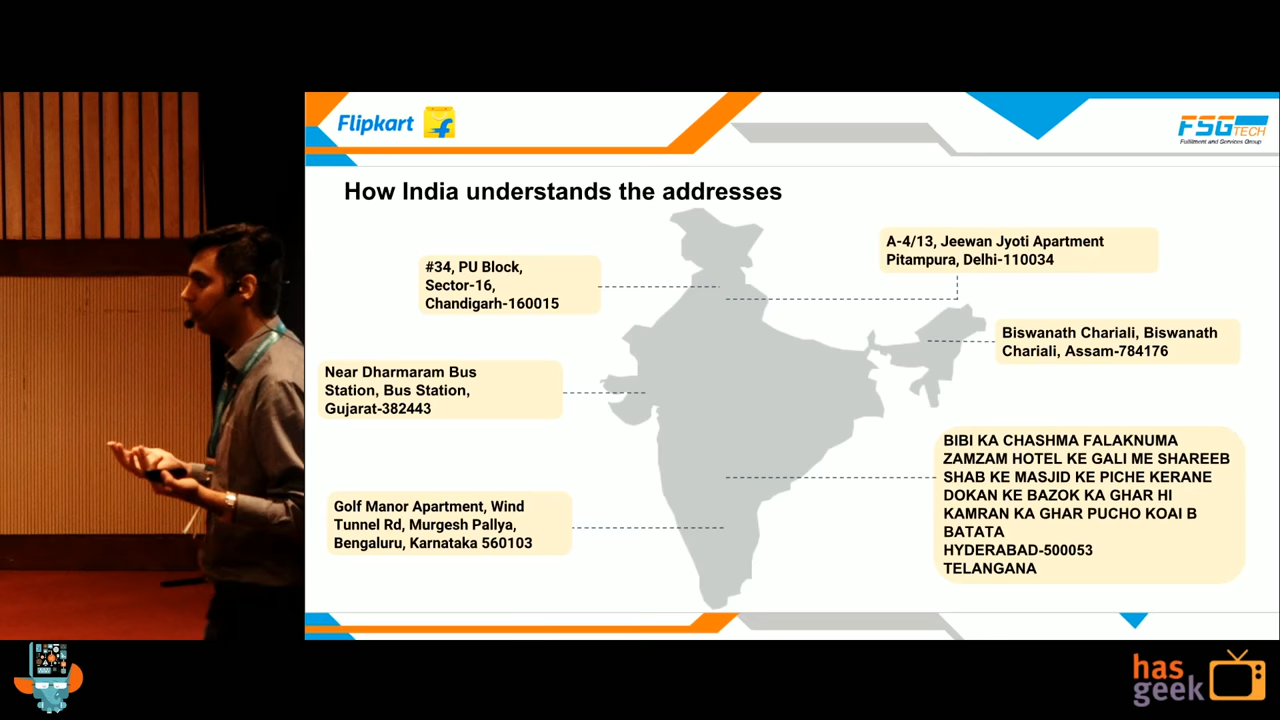 Flipkart
FSG TECH
Fulfilment and Services Group
How India understands the addresses
#34, PU Block,
Sector-16,
Chandigarh-160015
A-4/13, Jeewan Jyoti Apartment
Pitampura, Delhi-110034
Biswanath Chariali, Biswanath
Chariali, Assam-784176
Near Dharmaram Bus
Station, Bus Station,
Gujarat-382443
BIBI KA CHASHMA FALAKNUMA
ZAMZAM HOTEL KE GALI ME SHAREEB
SHAB KE MASJID KE PICHE KERANE
DOKAN KE BAZOK KA GHAR HI
KAMRAN KA GHAR PUCHO KOAI B
BATATA
HYDERABAD-500053
TELANGANA
Golf Manor Apartment, Wind
Tunnel Rd, Murgesh Pallya,
Bengaluru, Karnataka 560103
has
geek